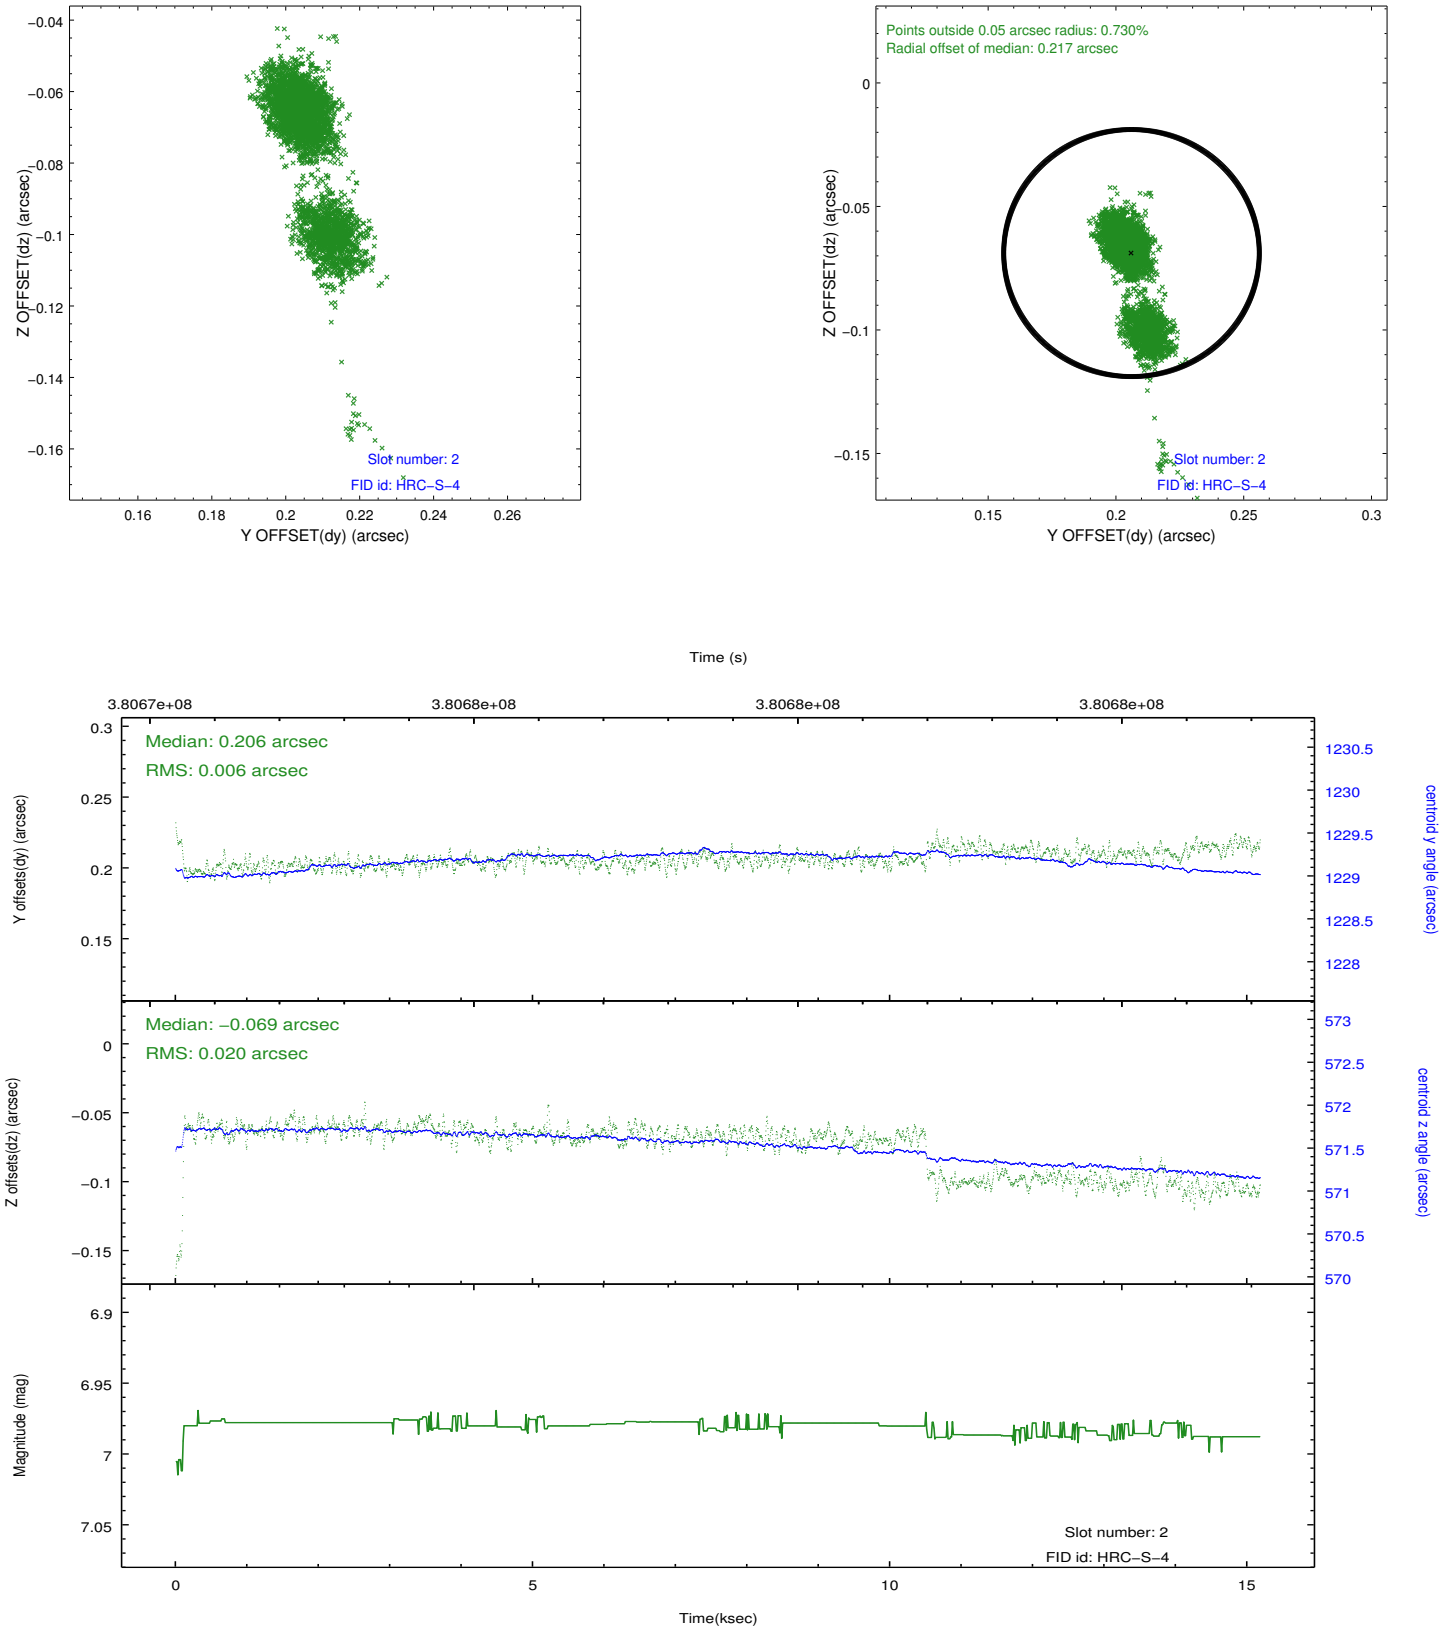 −0.04
−0.06
−0.08
−0.1
−0.12
−0.14
−0.16
Z OFFSET(dz) (arcsec)
Slot number: 2
FID id: HRC−S−4
0.16
0.18
0.2
0.22
0.24
0.26
Y OFFSET(dy) (arcsec)
Points outside 0.05 arcsec radius: 0.730%
Radial offset of median: 0.217 arcsec
0
−0.05
−0.1
−0.15
Z OFFSET(dz) (arcsec)
Slot number: 2
FID id: HRC−S−4
0.15
0.2
0.25
0.3
Y OFFSET(dy) (arcsec)
Time (s)
3.8067e+08
3.8068e+08
3.8068e+08
3.8068e+08
Median: 0.206 arcsec
RMS: 0.006 arcsec
0.3
0.25
0.2
0.15
Y offsets(dy) (arcsec)
1230.5
1230
1229.5
1229
1228.5
1228
centroid y angle (arcsec)
Median: −0.069 arcsec
RMS: 0.020 arcsec
0
−0.05
−0.1
−0.15
Z offsets(dz) (arcsec)
573
572.5
572
571.5
571
570.5
570
centroid z angle (arcsec)
6.9
6.95
7
7.05
Magnitude (mag)
Slot number: 2
FID id: HRC−S−4
0
5
10
15
Time(ksec)